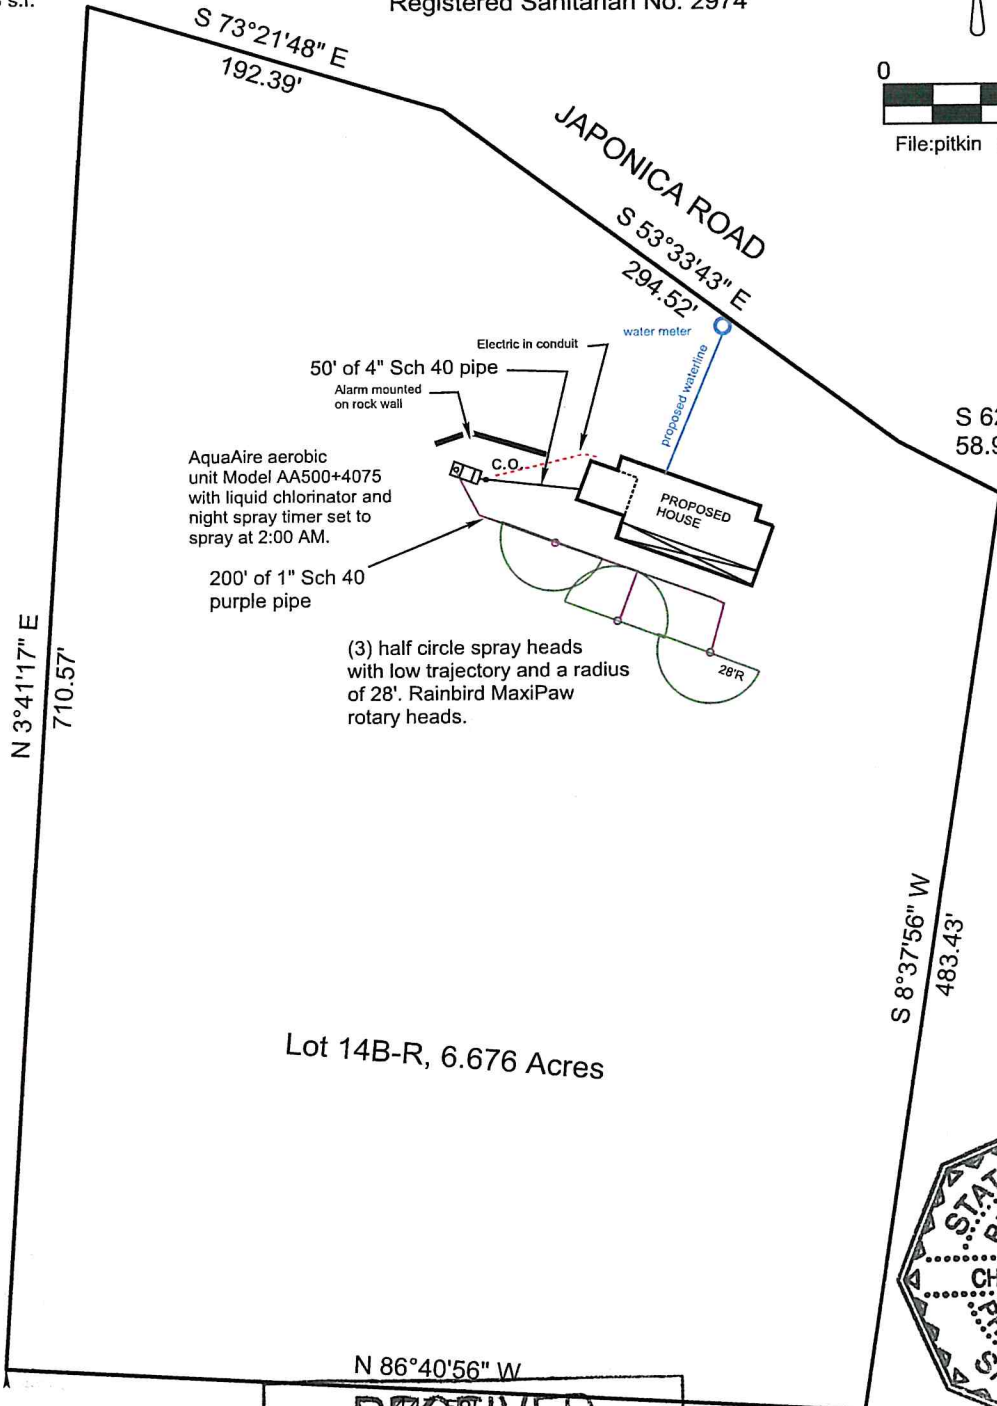 Registered Sanitarian No. 2974
S 73°21'48" E
192.39'
0
File:pitkin
JAPONICA ROAD
S 53°33'43" E
294.52'
water meter
Electric in conduit
50' of 4" Sch 40 pipe
Alarm mounted
on rock wall
proposed waterline
S 62
58.9
AquaAire aerobic
unit Model AA500+4075
with liquid chlorinator and
night spray timer set to
spray at 2:00 AM.
C.O.
PROPOSED
HOUSE
200' of 1" Sch 40
purple pipe
(3) half circle spray heads
with low trajectory and a radius
of 28'. Rainbird MaxiPaw
rotary heads.
28'R
N 3°41'17" E
710.57'
S 8°37'56" W
483.43'
Lot 14B-R, 6.676 Acres
STAT
CH
N 86°40'56" W